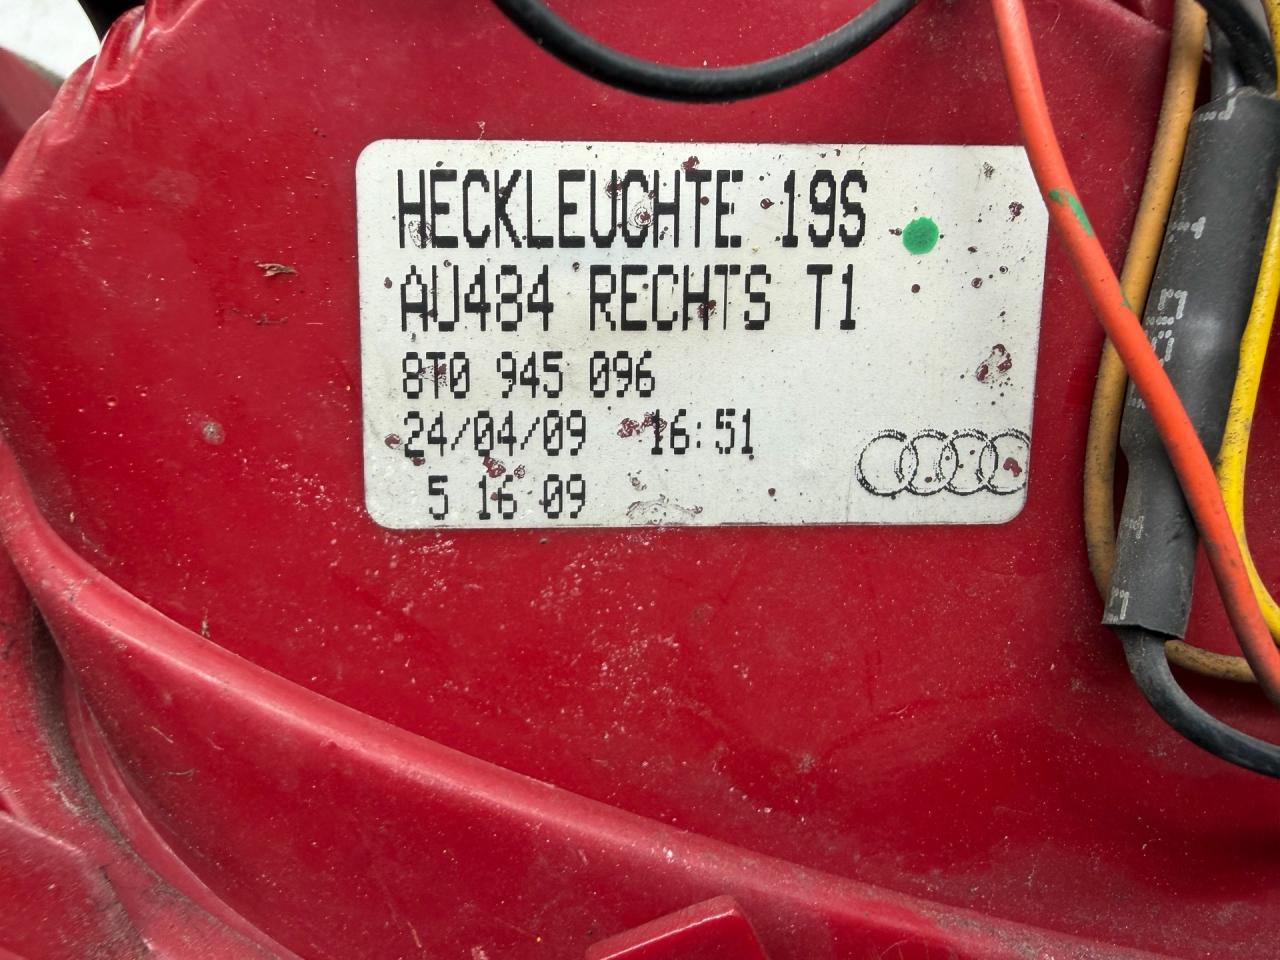 HECKLEUCHTE 19S
AU484 RECHTS T1
8T0 945 096
24/04/09 16:51
5 16 09